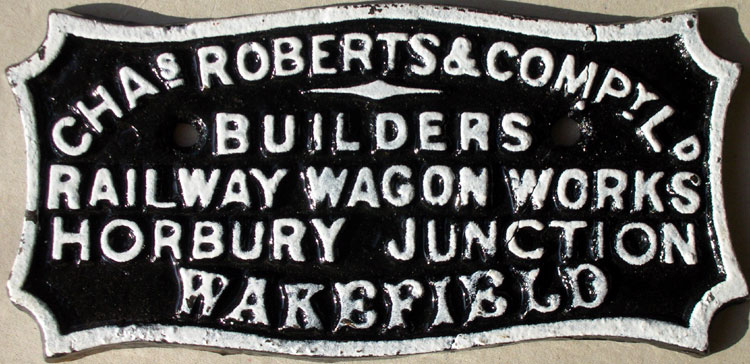 CHAS ROBERTS & COMPY LD
BUILDERS
RAILWAY WAGON WORKS
HORBURY JUNCTION
WAKEFIELD